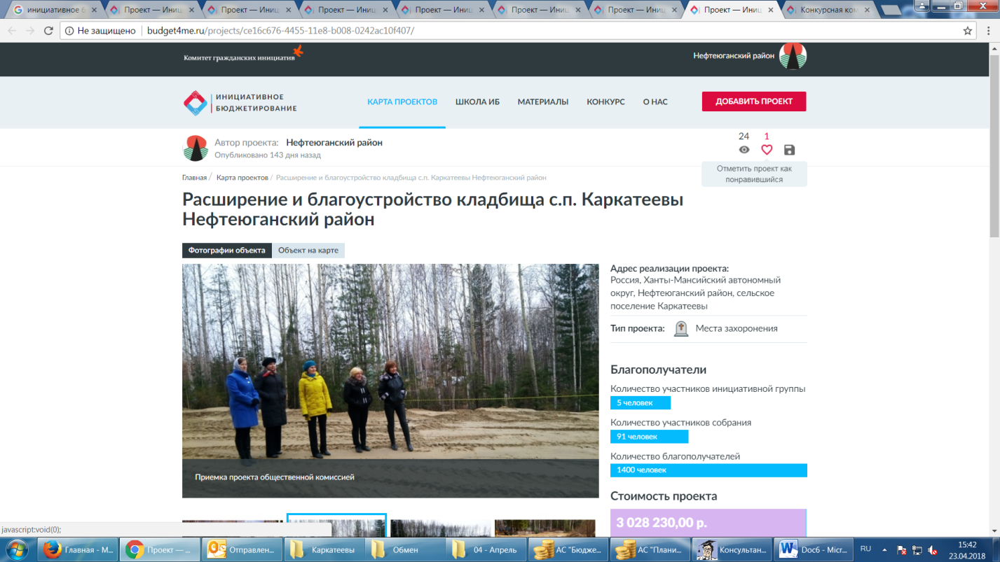 инициативное б
Проект — Иниц
Проект — Иниц
Проект — Иниц
Проект — Иниц
Проект — Иниц
Проект — Иниц
Проект — Иниц
Конкурсная ком
Не защищено
budget4me.ru/projects/ce16c676-4455-11e8-b008-0242ac10f407/
Комитет гражданских инициатив
Нефтеюганский район
ИНИЦИАТИВНОЕ
БЮДЖЕТИРОВАНИЕ
КАРТА ПРОЕКТОВ
ШКОЛА ИБ
МАТЕРИАЛЫ
КОНКУРС
О НАС
ДОБАВИТЬ ПРОЕКТ
Автор проекта: Нефтеюганский район
Опубликовано 143 дня назад
24
1
Отметить проект как
понравившийся
Главная / Карта проектов / Расширение и благоустройство кладбища с.п. Каркатеевы Нефтеюганский район
Расширение и благоустройство кладбища с.п. Каркатеевы
Нефтеюганский район
Фотографии объекта
Объект на карте
Приемка проекта общественной комиссией
Адрес реализации проекта:
Россия, Ханты-Мансийский автономный
округ, Нефтеюганский район, сельское
поселение Каркатеевы
Тип проекта: Места захоронения
Благополучатели
Количество участников инициативной группы
5 человек
Количество участников собрания
91 человек
Количество благополучателей
1400 человек
Стоимость проекта
3 028 230,00 р.
javascript:void(0);
Главная - M...
Проект — ...
Отправлен...
Каркатеевы
Обмен
04 - Апрель
АС "Бюдже...
АС "Плани...
Консультан...
Doc6 - Micr...
RU
15:42
23.04.2018